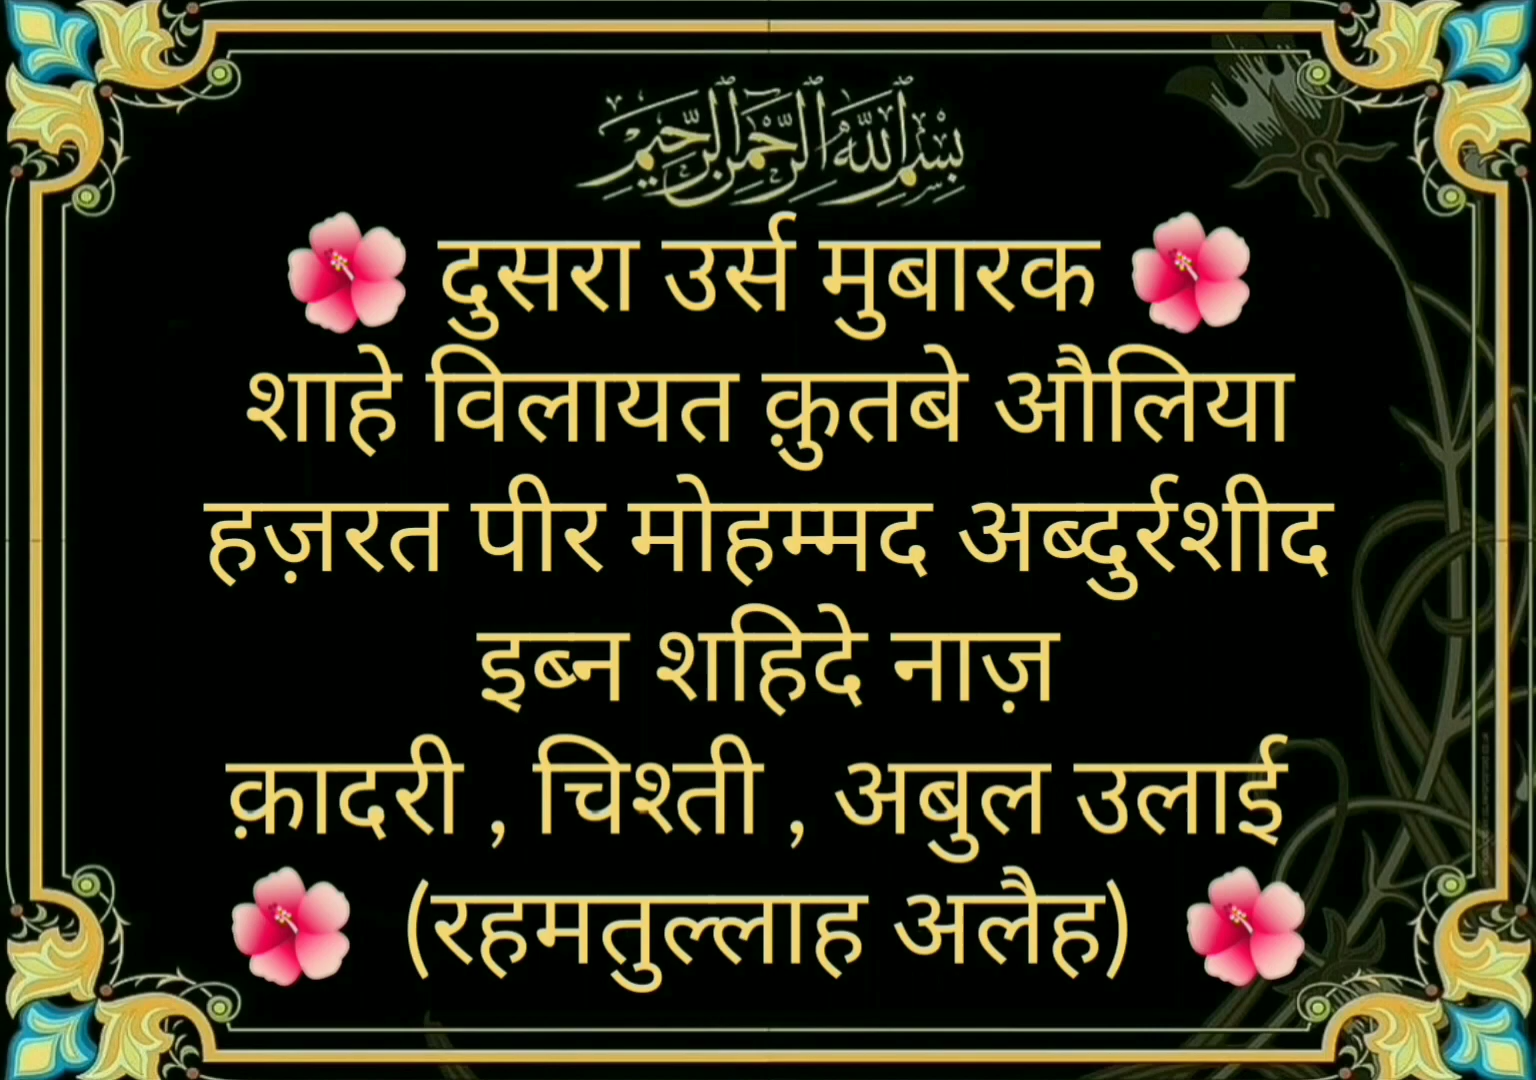 بسم الله الرحمن الرحيم
🌺 दुसरा उर्स मुबारक 🌺
शाहे विलायत क़ुतबे औलिया
हज़रत पीर मोहम्मद अब्दुर्रशीद
इब्न शहिदे नाज़
क़ादरी , चिश्ती , अबुल उलाई
🌺 (रहमतुल्लाह अलैह) 🌺